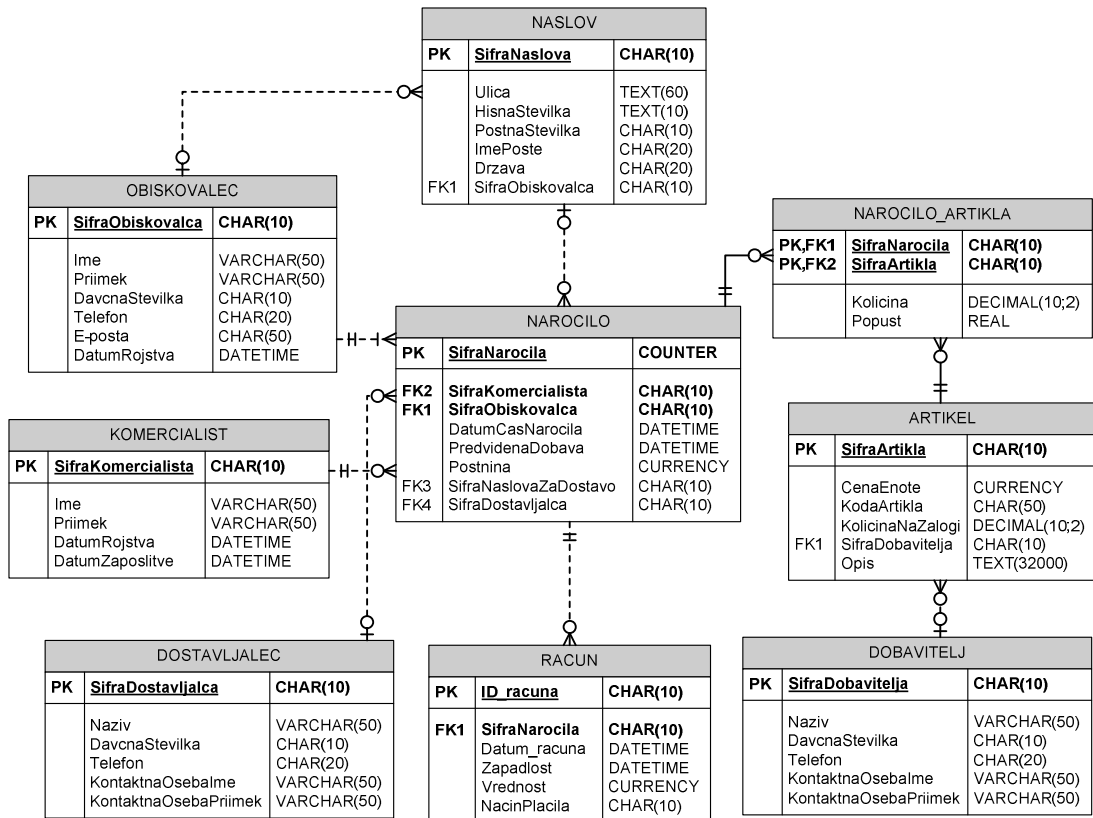 NASLOV
PK SifraNaslova CHAR(10)
Ulica TEXT(60)
HisnaStevilka TEXT(10)
PostnaStevilka CHAR(10)
ImePoste CHAR(20)
Drzava CHAR(20)
FK1 SifraObiskovalca CHAR(10)
OBISKOVALEC
PK SifraObiskovalca CHAR(10)
Ime VARCHAR(50)
Priimek VARCHAR(50)
DavcnaStevilka CHAR(10)
Telefon CHAR(20)
E-posta CHAR(50)
DatumRojstva DATETIME
NAROCILO_ARTIKLA
PK,FK1 SifraNarocila CHAR(10)
PK,FK2 SifraArtikla CHAR(10)
Kolicina DECIMAL(10;2)
Popust REAL
NAROCILO
PK SifraNarocila COUNTER
FK2 SifraKomercialista CHAR(10)
FK1 SifraObiskovalca CHAR(10)
DatumCasNarocila DATETIME
PredvidenaDobava DATETIME
Postnina CURRENCY
FK3 SifraNaslovaZaDostavo CHAR(10)
FK4 SifraDostavljalca CHAR(10)
KOMERCIALIST
PK SifraKomercialista CHAR(10)
Ime VARCHAR(50)
Priimek VARCHAR(50)
DatumRojstva DATETIME
DatumZaposlitve DATETIME
ARTIKEL
PK SifraArtikla CHAR(10)
CenaEnote CURRENCY
KodaArtikla CHAR(50)
KolicinaNaZalogi DECIMAL(10;2)
FK1 SifraDobavitelja CHAR(10)
Opis TEXT(32000)
DOSTAVLJALEC
PK SifraDostavljalca CHAR(10)
Naziv VARCHAR(50)
DavcnaStevilka CHAR(10)
Telefon CHAR(20)
KontaktnaOsebaIme VARCHAR(50)
KontaktnaOsebaPriimek VARCHAR(50)
RACUN
PK ID_racuna CHAR(10)
FK1 SifraNarocila CHAR(10)
Datum_racuna DATETIME
Zapadlost DATETIME
Vrednost CURRENCY
NacinPlacila CHAR(10)
DOBAVITELJ
PK SifraDobavitelja CHAR(10)
Naziv VARCHAR(50)
DavcnaStevilka CHAR(10)
Telefon CHAR(20)
KontaktnaOsebaIme VARCHAR(50)
KontaktnaOsebaPriimek VARCHAR(50)